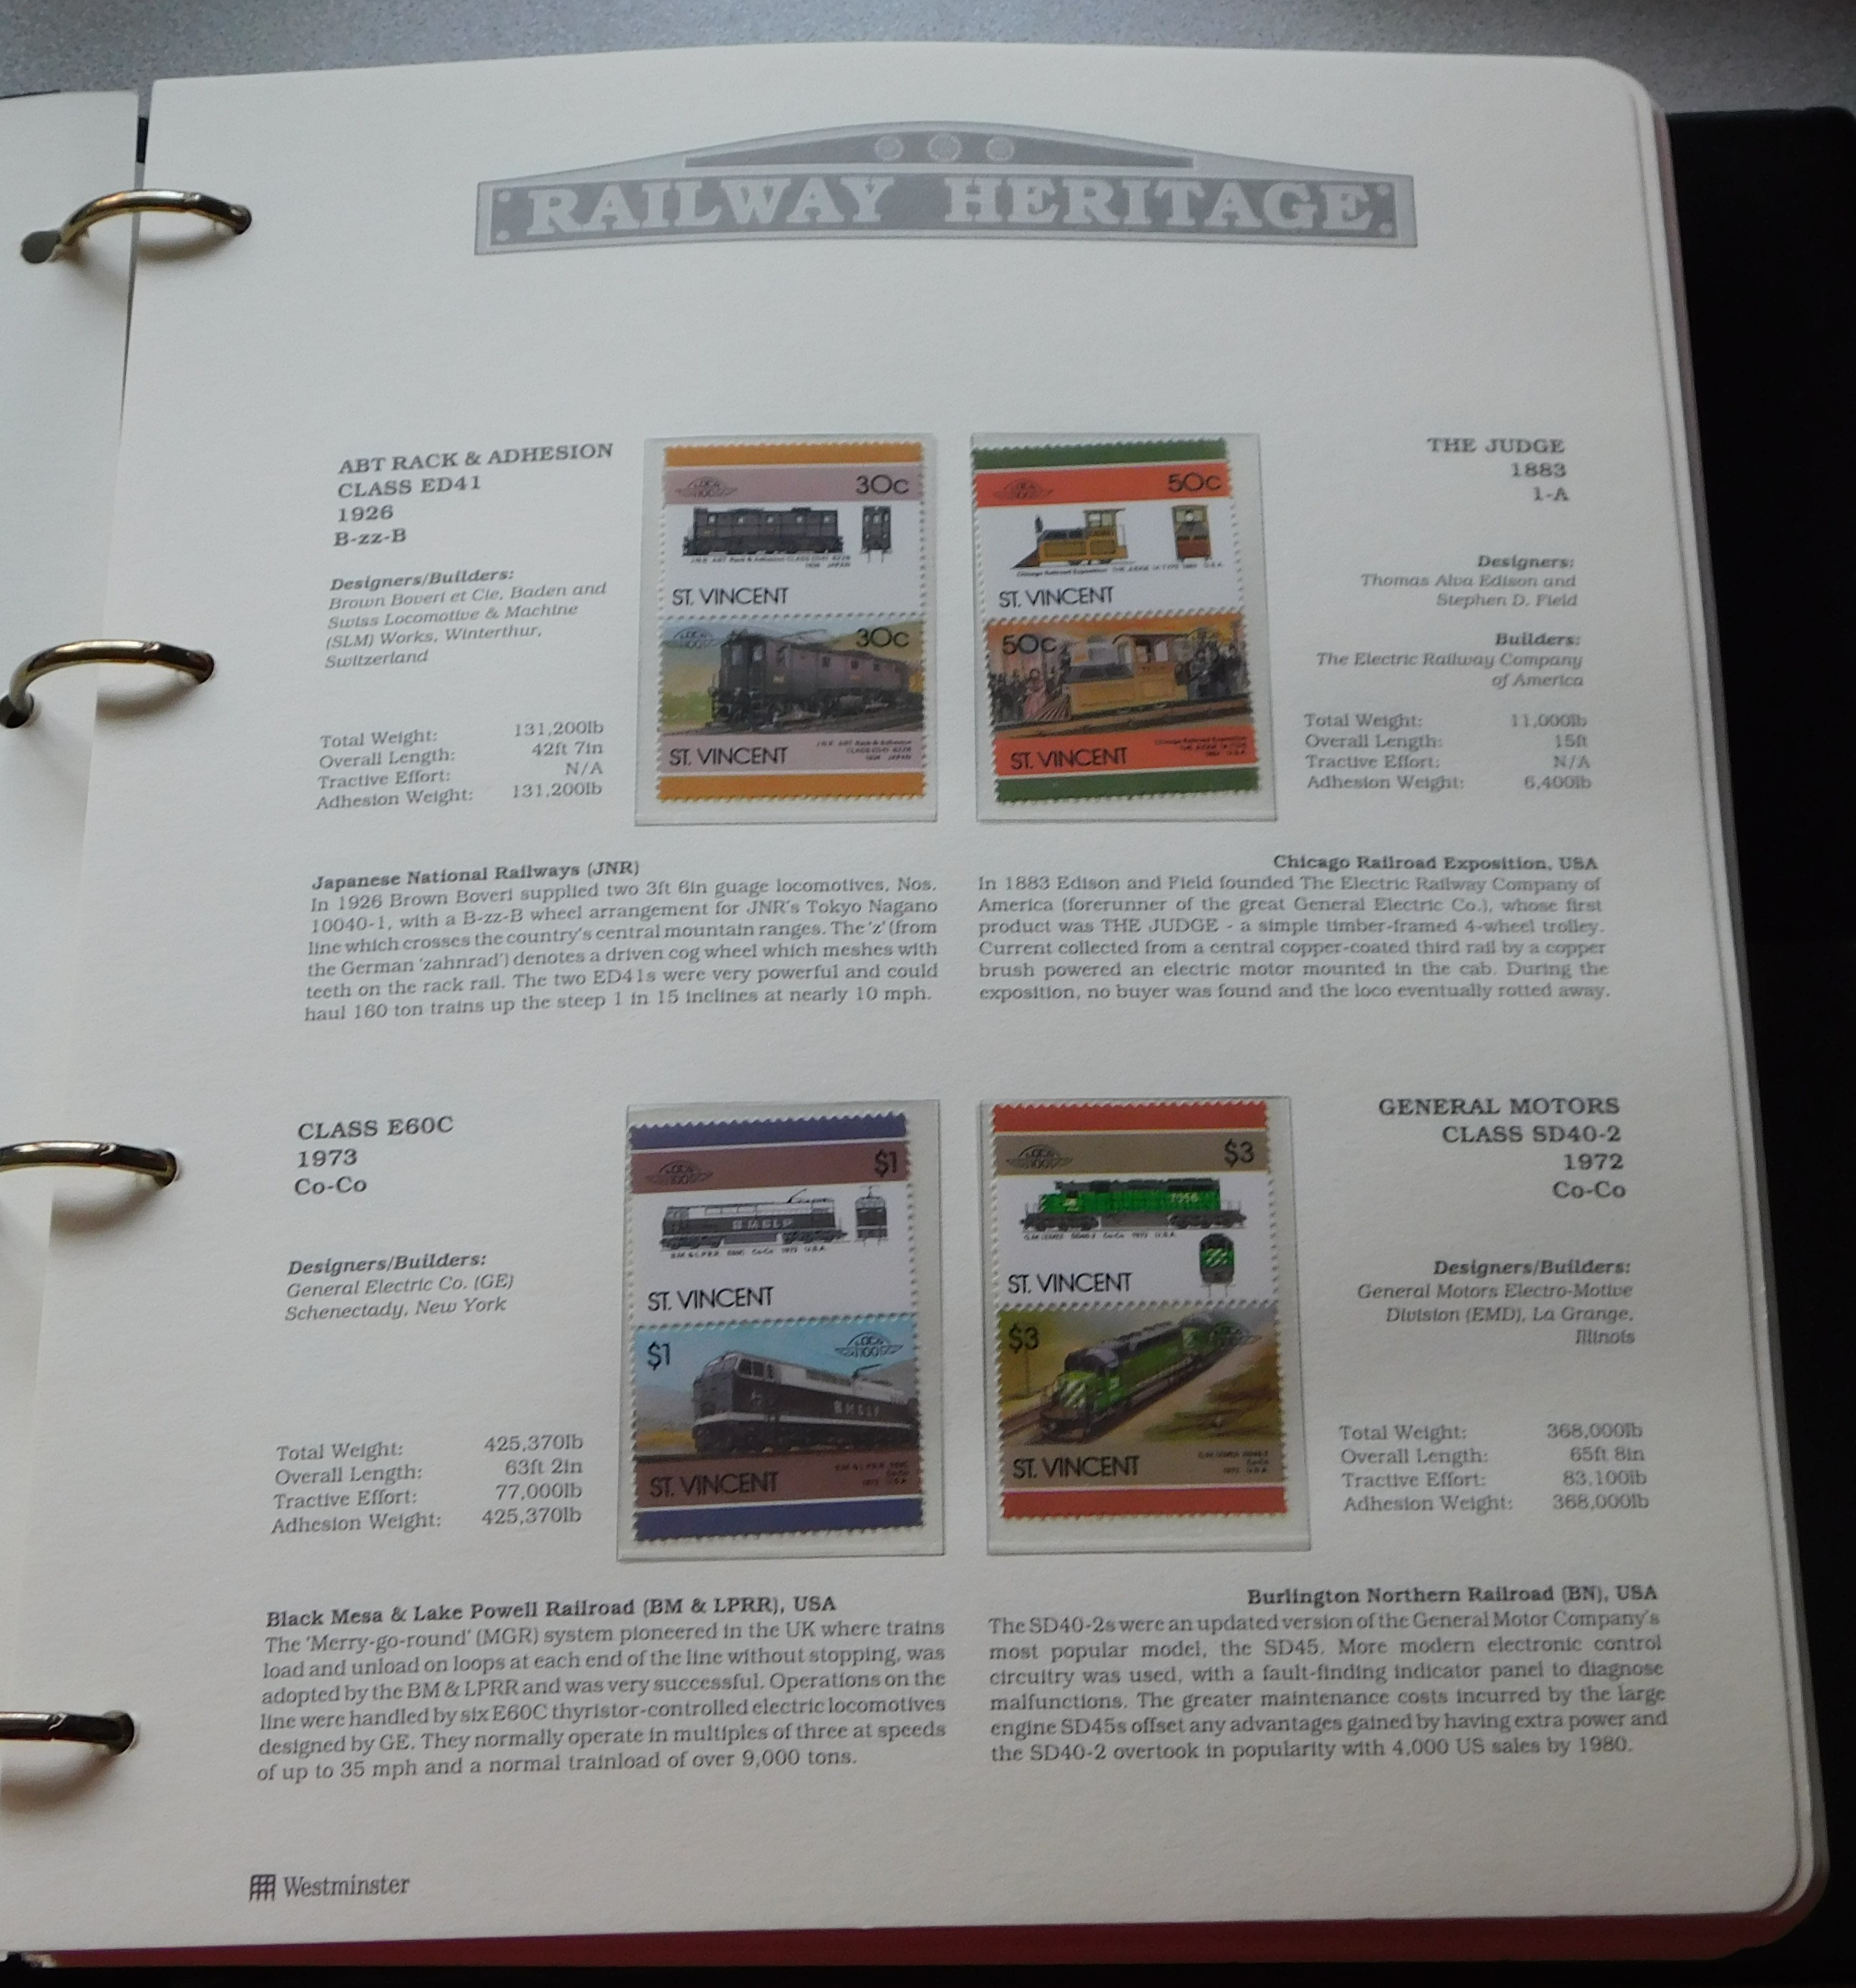 RAILWAY HERITAGE
ABT RACK & ADHESION
CLASS ED41
1926
B-zz-B
Designers/Builders:
Brown Boveri et Cie, Baden and
Swiss Locomotive & Machine
(SLM) Works, Winterthur,
Switzerland
Total Weight: 131,200lb
Overall Length: 42ft 7in
Tractive Effort: N/A
Adhesion Weight: 131,200lb
30c
ST. VINCENT
30c
ST. VINCENT
50c
ST. VINCENT
50c
ST. VINCENT
THE JUDGE
1883
1-A
Designers:
Thomas Alva Edison and
Stephen D. Field
Builders:
The Electric Railway Company
of America
Total Weight: 11,000lb
Overall Length: 15ft
Tractive Effort: N/A
Adhesion Weight: 6,400lb
Japanese National Railways (JNR)
In 1926 Brown Boveri supplied two 3ft 6in guage locomotives, Nos.
10040-1, with a B-zz-B wheel arrangement for JNR's Tokyo Nagano
line which crosses the country's central mountain ranges. The 'z' (from
the German 'zahnrad') denotes a driven cog wheel which meshes with
teeth on the rack rail. The two ED41s were very powerful and could
haul 160 ton trains up the steep 1 in 15 inclines at nearly 10 mph.
Chicago Railroad Exposition, USA
In 1883 Edison and Field founded The Electric Railway Company of
America (forerunner of the great General Electric Co.), whose first
product was THE JUDGE - a simple timber-framed 4-wheel trolley.
Current collected from a central copper-coated third rail by a copper
brush powered an electric motor mounted in the cab. During the
exposition, no buyer was found and the loco eventually rotted away.
CLASS E60C
1973
Co-Co
Designers/Builders:
General Electric Co. (GE)
Schenectady, New York
Total Weight: 425,370lb
Overall Length: 63ft 2in
Tractive Effort: 77,000lb
Adhesion Weight: 425,370lb
$1
BM&LP
ST. VINCENT
$1
BM&LP
ST. VINCENT
$3
ST. VINCENT
$3
ST. VINCENT
GENERAL MOTORS
CLASS SD40-2
1972
Co-Co
Designers/Builders:
General Motors Electro-Motive
Division (EMD), La Grange,
Illinois
Total Weight: 368,000lb
Overall Length: 65ft 8in
Tractive Effort: 83,100lb
Adhesion Weight: 368,000lb
Black Mesa & Lake Powell Railroad (BM & LPRR), USA
The 'Merry-go-round' (MGR) system pioneered in the UK where trains
load and unload on loops at each end of the line without stopping, was
adopted by the BM & LPRR and was very successful. Operations on the
line were handled by six E60C thyristor-controlled electric locomotives
designed by GE. They normally operate in multiples of three at speeds
of up to 35 mph and a normal trainload of over 9,000 tons.
Burlington Northern Railroad (BN), USA
The SD40-2s were an updated version of the General Motor Company's
most popular model, the SD45. More modern electronic control
circuitry was used, with a fault-finding indicator panel to diagnose
malfunctions. The greater maintenance costs incurred by the large
engine SD45s offset any advantages gained by having extra power and
the SD40-2 overtook in popularity with 4,000 US sales by 1980.
Westminster